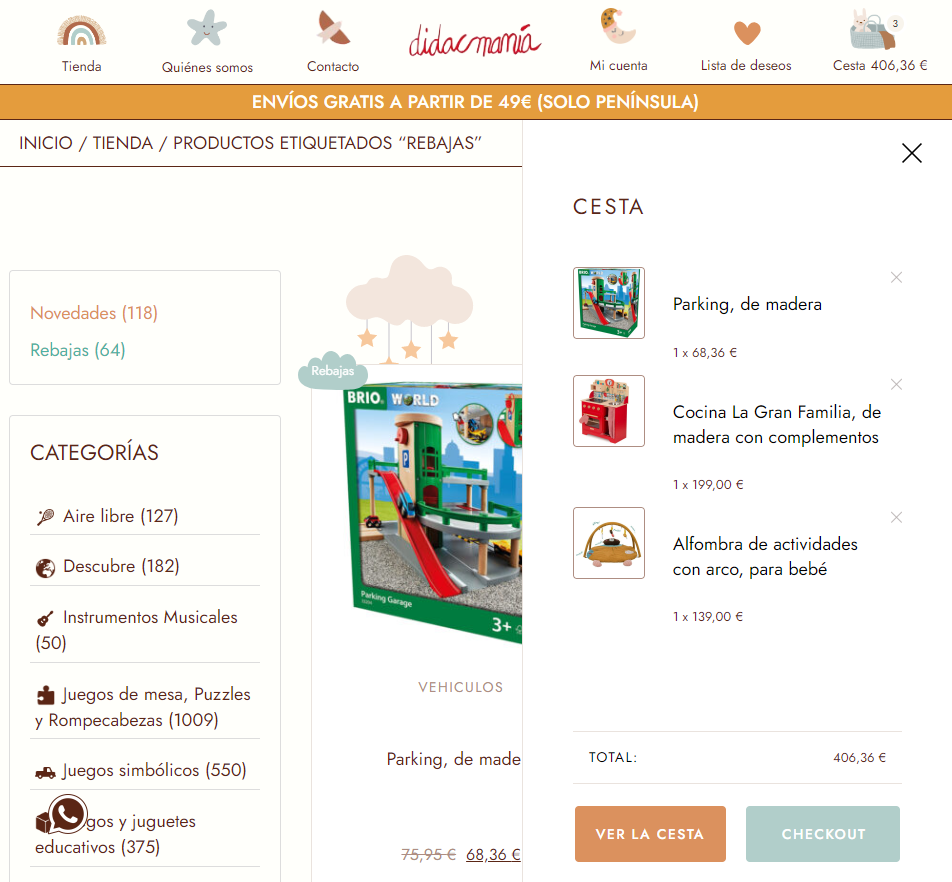 Tienda
Quiénes somos
Contacto
didacmanía
Mi cuenta
Lista de deseos
3
Cesta 406,36 €
ENVÍOS GRATIS A PARTIR DE 49€ (SOLO PENÍNSULA)
INICIO / TIENDA / PRODUCTOS ETIQUETADOS “REBAJAS”
Novedades (118)
Rebajas (64)
CATEGORÍAS
Aire libre (127)
Descubre (182)
Instrumentos Musicales
(50)
Juegos de mesa, Puzzles
y Rompecabezas (1009)
Juegos simbólicos (550)
gos y juguetes
educativos (375)
Rebajas
BRIO WORLD
P
Parking Garage
3+
VEHICULOS
Parking, de made
75,95 € 68,36 €
CESTA
Parking, de madera
1 x 68,36 €
Cocina La Gran Familia, de
madera con complementos
1 x 199,00 €
Alfombra de actividades
con arco, para bebé
1 x 139,00 €
TOTAL:
406,36 €
VER LA CESTA
CHECKOUT